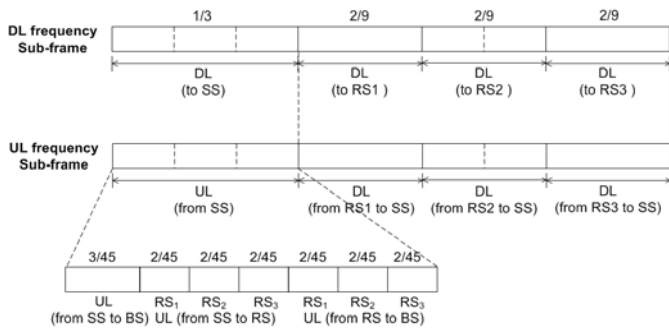 1/3 2/9 2/9 2/9
DL frequency
Sub-frame
DL DL DL DL
(to SS) (to RS1 ) (to RS2 ) (to RS3 )
UL frequency
Sub-frame
UL DL DL DL
(from SS) (from RS1 to SS) (from RS2 to SS) (from RS3 to SS)
3/45 2/45 2/45 2/45 2/45 2/45 2/45
UL RS₁ RS₂ RS₃ RS₁ RS₂ RS₃
(from SS to BS) UL (from SS to RS) UL (from RS to BS)